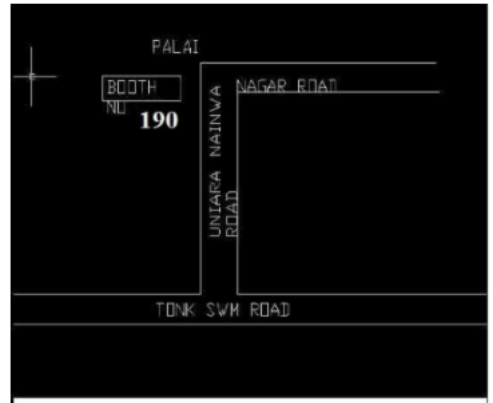 PALAI
BOOTH
NO
190
NAGAR ROAD
UNIARA NAINWA
ROAD
TONK SWM ROAD